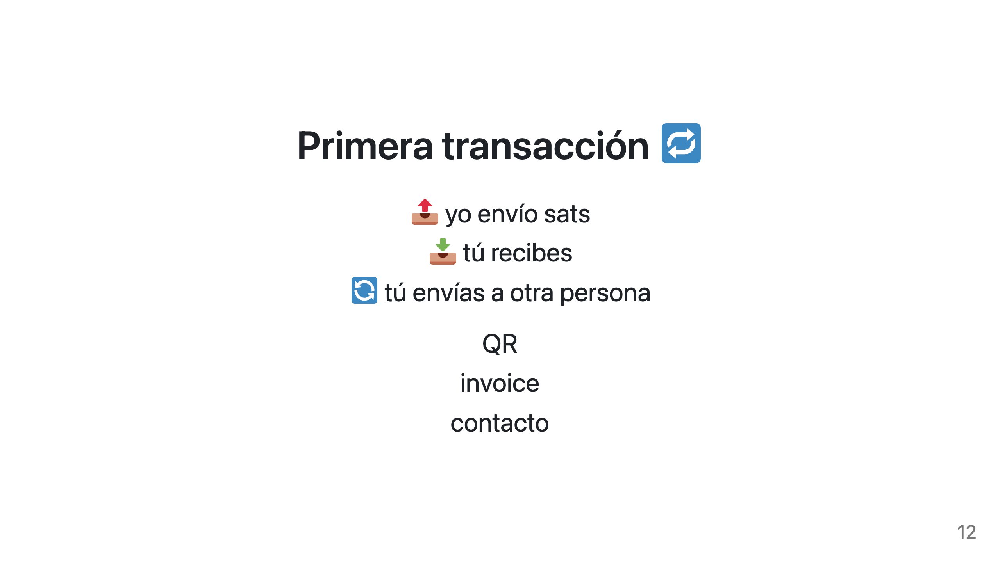 Primera transacción 🔁
📤 yo envío sats
📥 tú recibes
🔄 tú envías a otra persona
QR
invoice
contacto
12